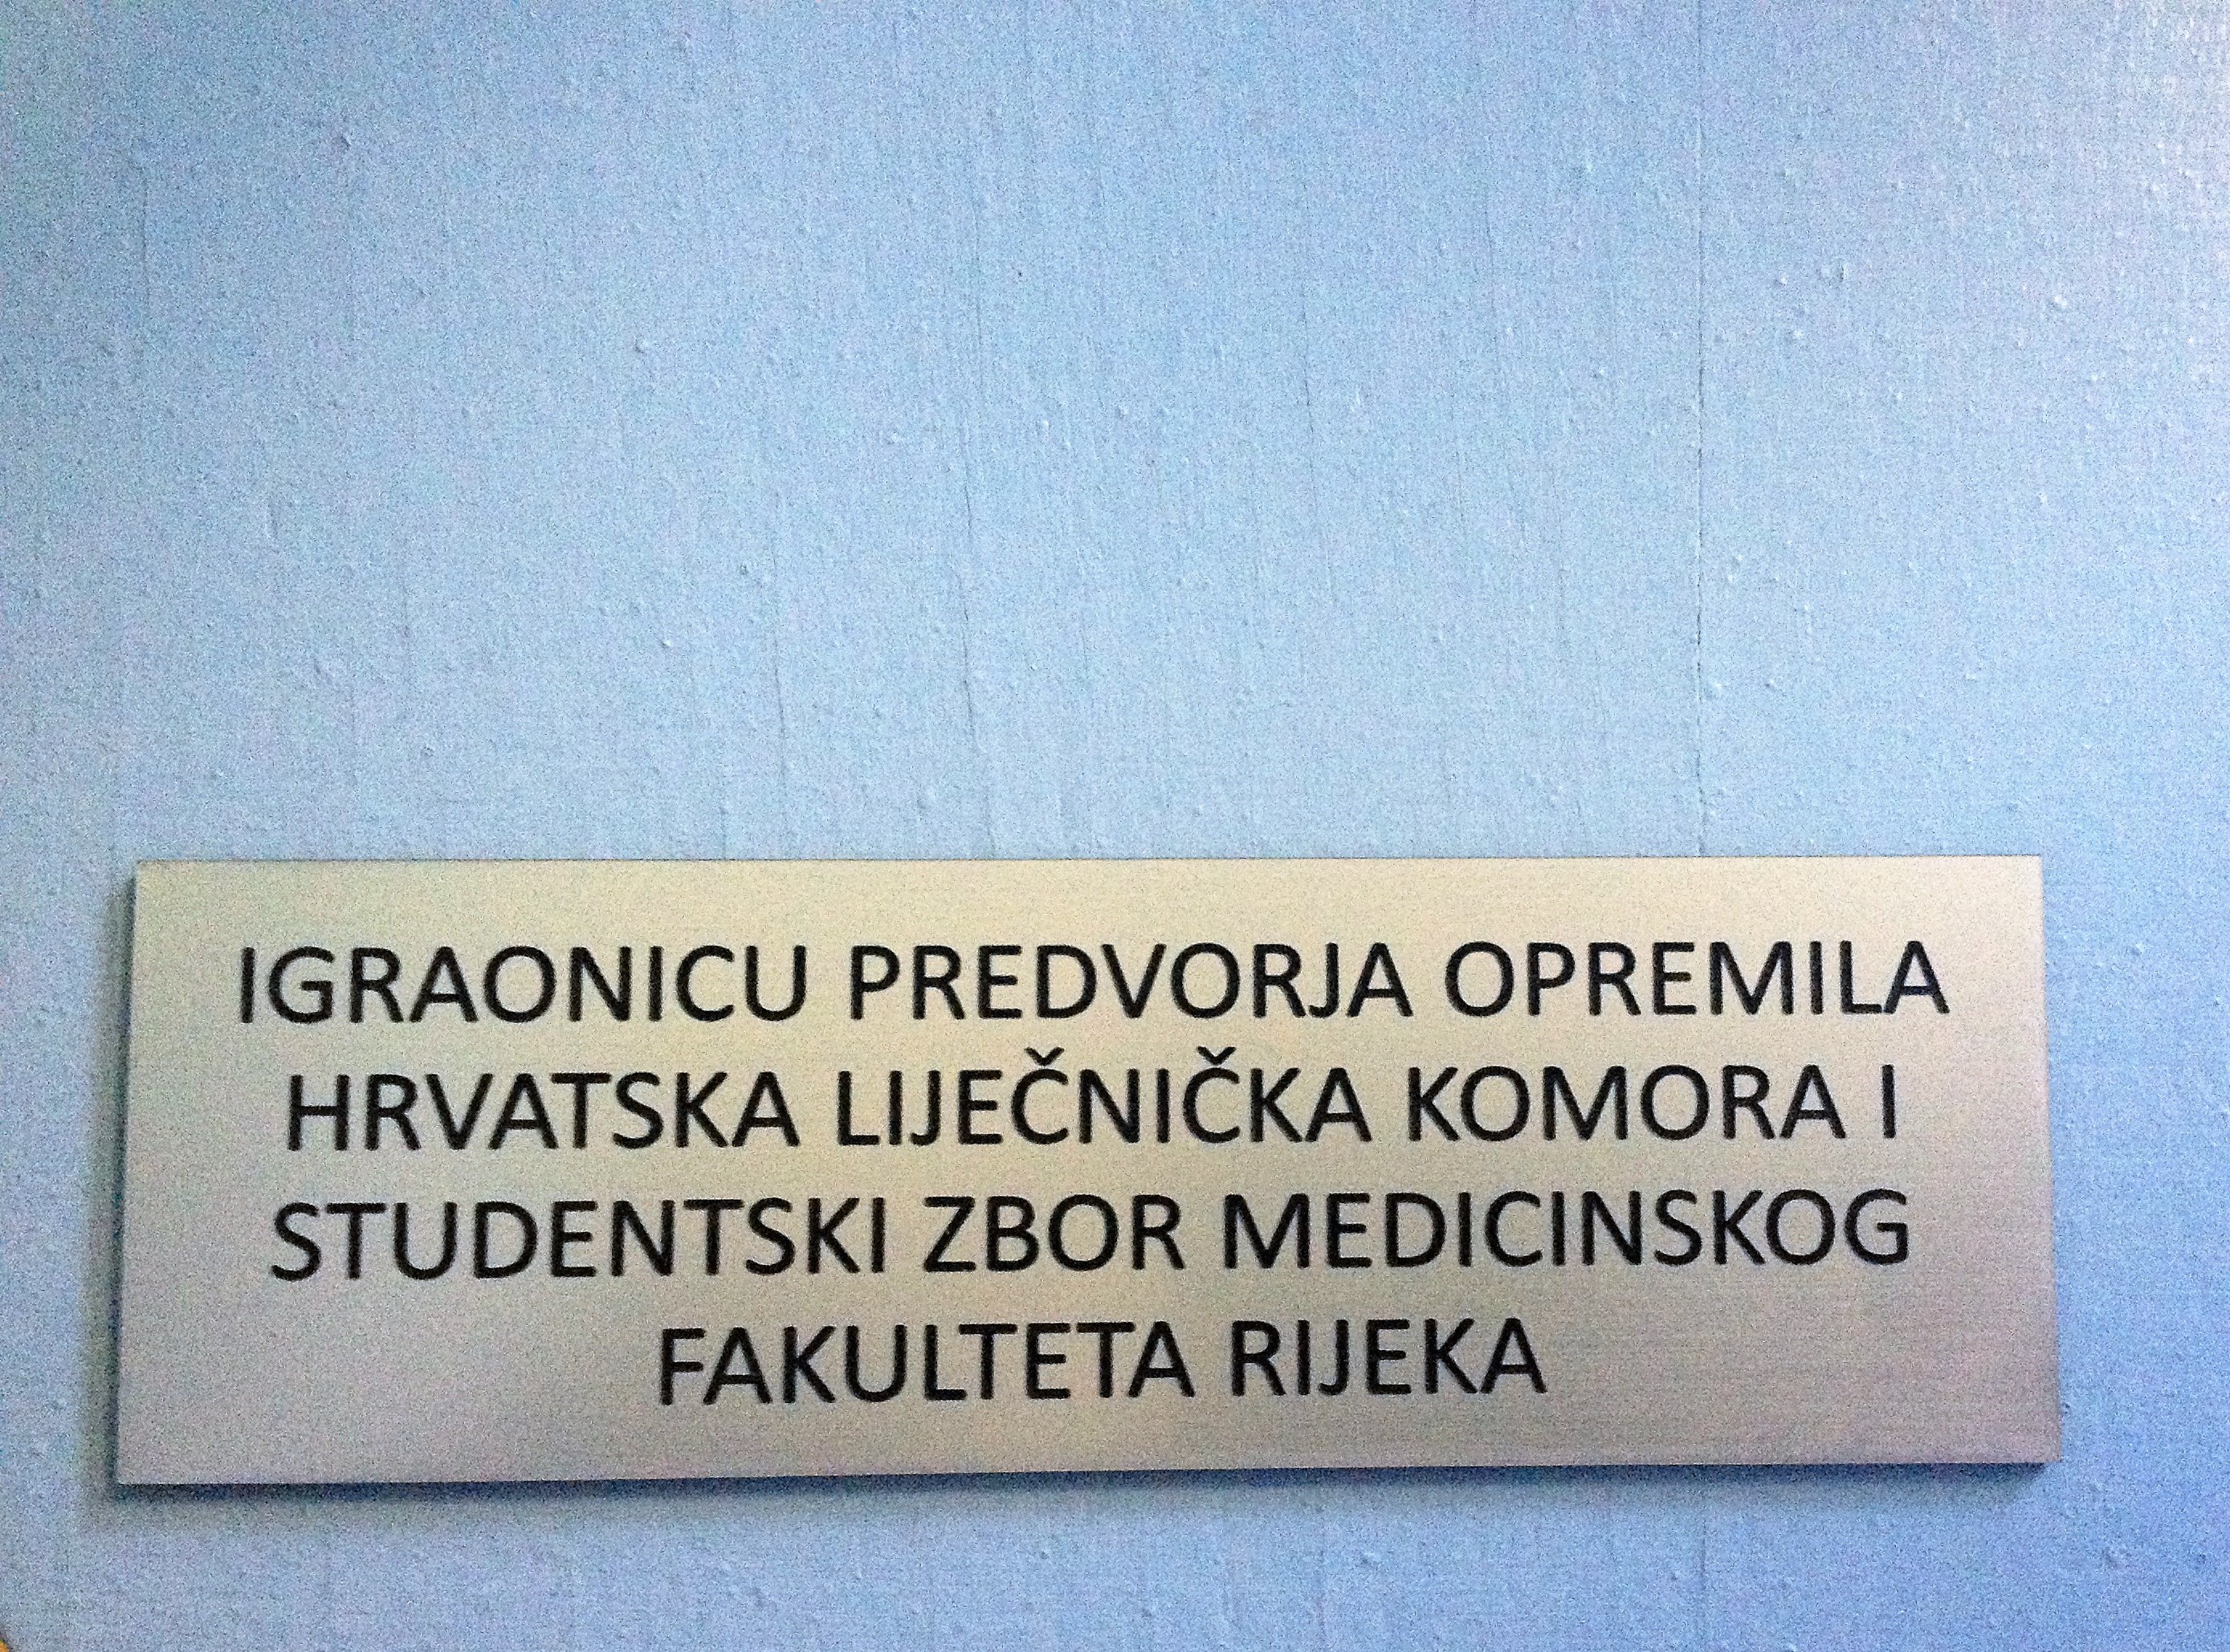 IGRAONICU PREDVORJA OPREMILA
HRVATSKA LIJEČNIČKA KOMORA I
STUDENTSKI ZBOR MEDICINSKOG
FAKULTETA RIJEKA